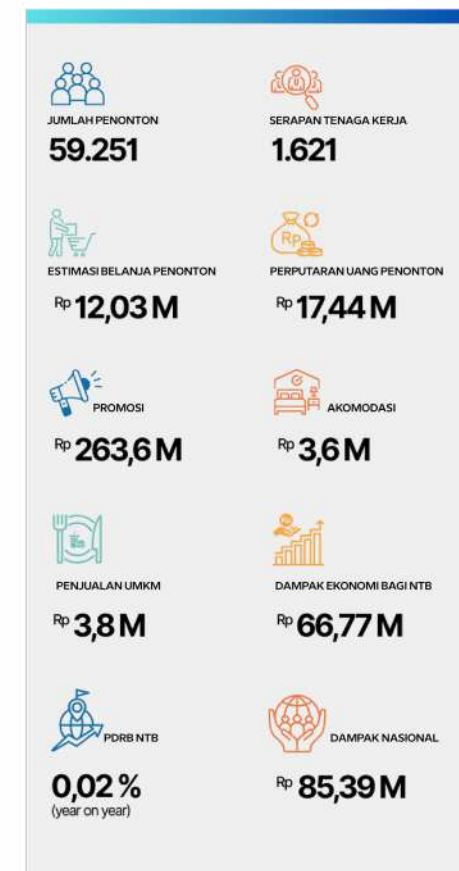 JUMLAH PENONTON
59.251
SERAPAN TENAGA KERJA
1.621
ESTIMASI BELANJA PENONTON
Rp 12,03 M
PERPUTARAN UANG PENONTON
Rp 17,44 M
PROMOSI
Rp 263,6 M
AKOMODASI
Rp 3,6 M
PENJUALAN UMKM
Rp 3,8 M
DAMPAK EKONOMI BAGI NTB
Rp 66,77 M
PDRB NTB
0,02 %
(year on year)
DAMPAK NASIONAL
Rp 85,39 M
Rp